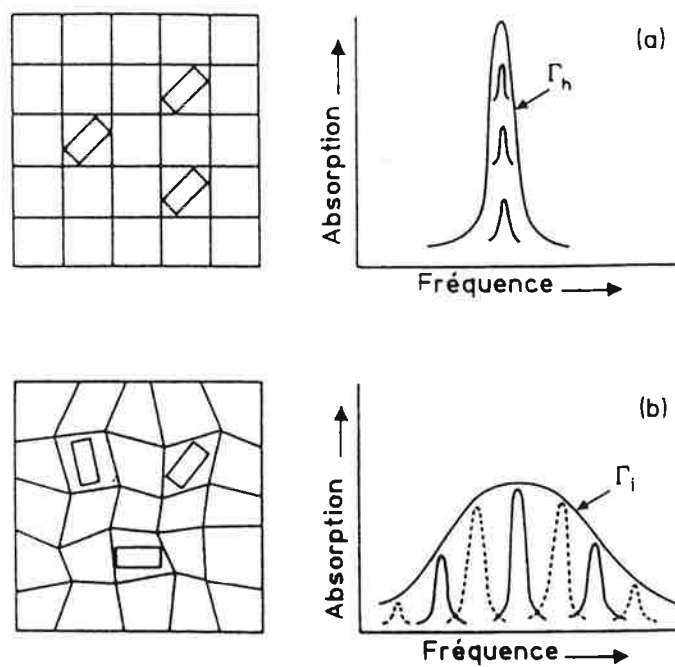 (a)
Γh
Absorption
Fréquence
(b)
Γi
Absorption
Fréquence